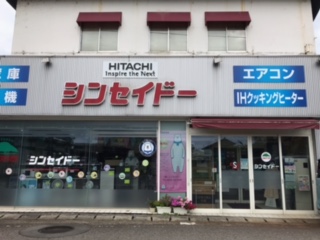 HITACHI
Inspire the Next
庫
機
シンセイドー
エアコン
IHクッキングヒーター
シンセイドー
シンセイドー